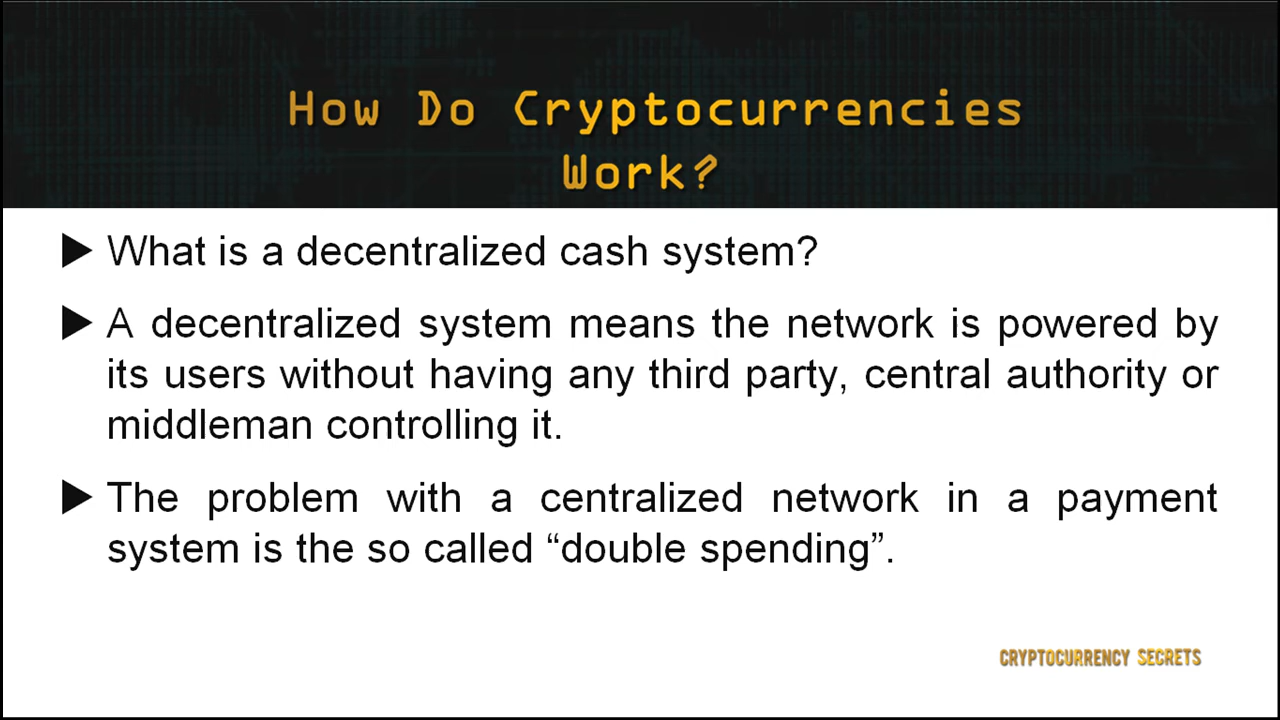 How Do Cryptocurrencies
Work?
What is a decentralized cash system?
A decentralized system means the network is powered by
its users without having any third party, central authority or
middleman controlling it.
The problem with a centralized network in a payment
system is the so called “double spending”.
CRYPTOCURRENCY SECRETS